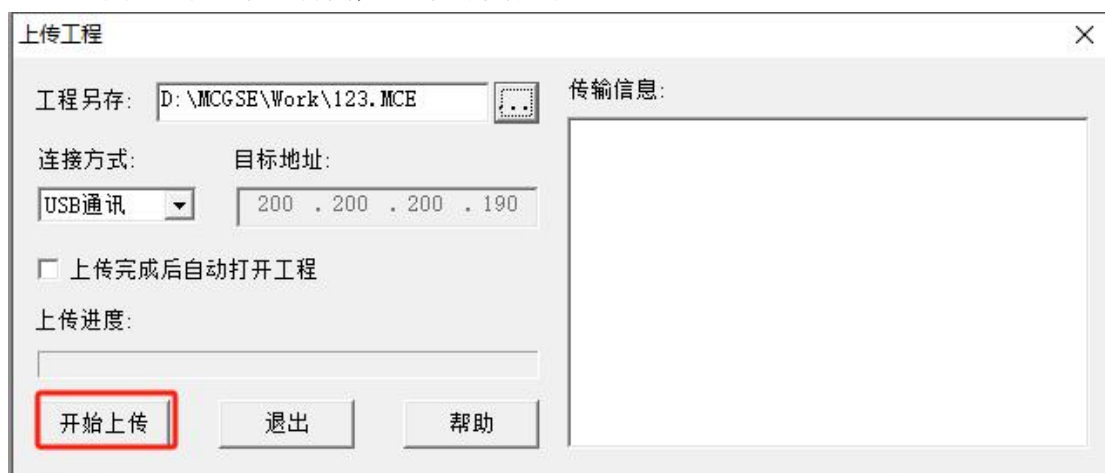 上传工程
工程另存: D:\MCGSE\Work\123.MCE ...
传输信息:
连接方式: 目标地址:
USB通讯 200 . 200 . 200 . 190
上传完成后自动打开工程
上传进度:
开始上传 退出 帮助